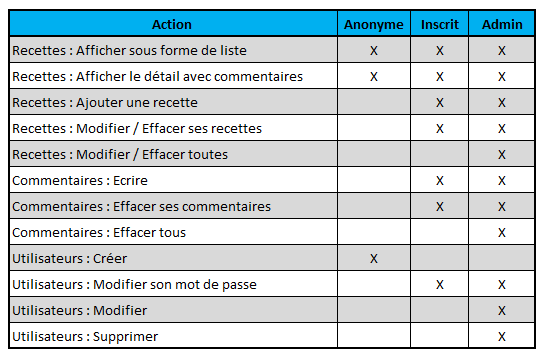 Action Anonyme Inscrit Admin
Recettes : Afficher sous forme de liste X X X
Recettes : Afficher le détail avec commentaires X X X
Recettes : Ajouter une recette X X
Recettes : Modifier / Effacer ses recettes X X
Recettes : Modifier / Effacer toutes X
Commentaires : Ecrire X X
Commentaires : Effacer ses commentaires X X
Commentaires : Effacer tous X
Utilisateurs : Créer X
Utilisateurs : Modifier son mot de passe X X
Utilisateurs : Modifier X
Utilisateurs : Supprimer X